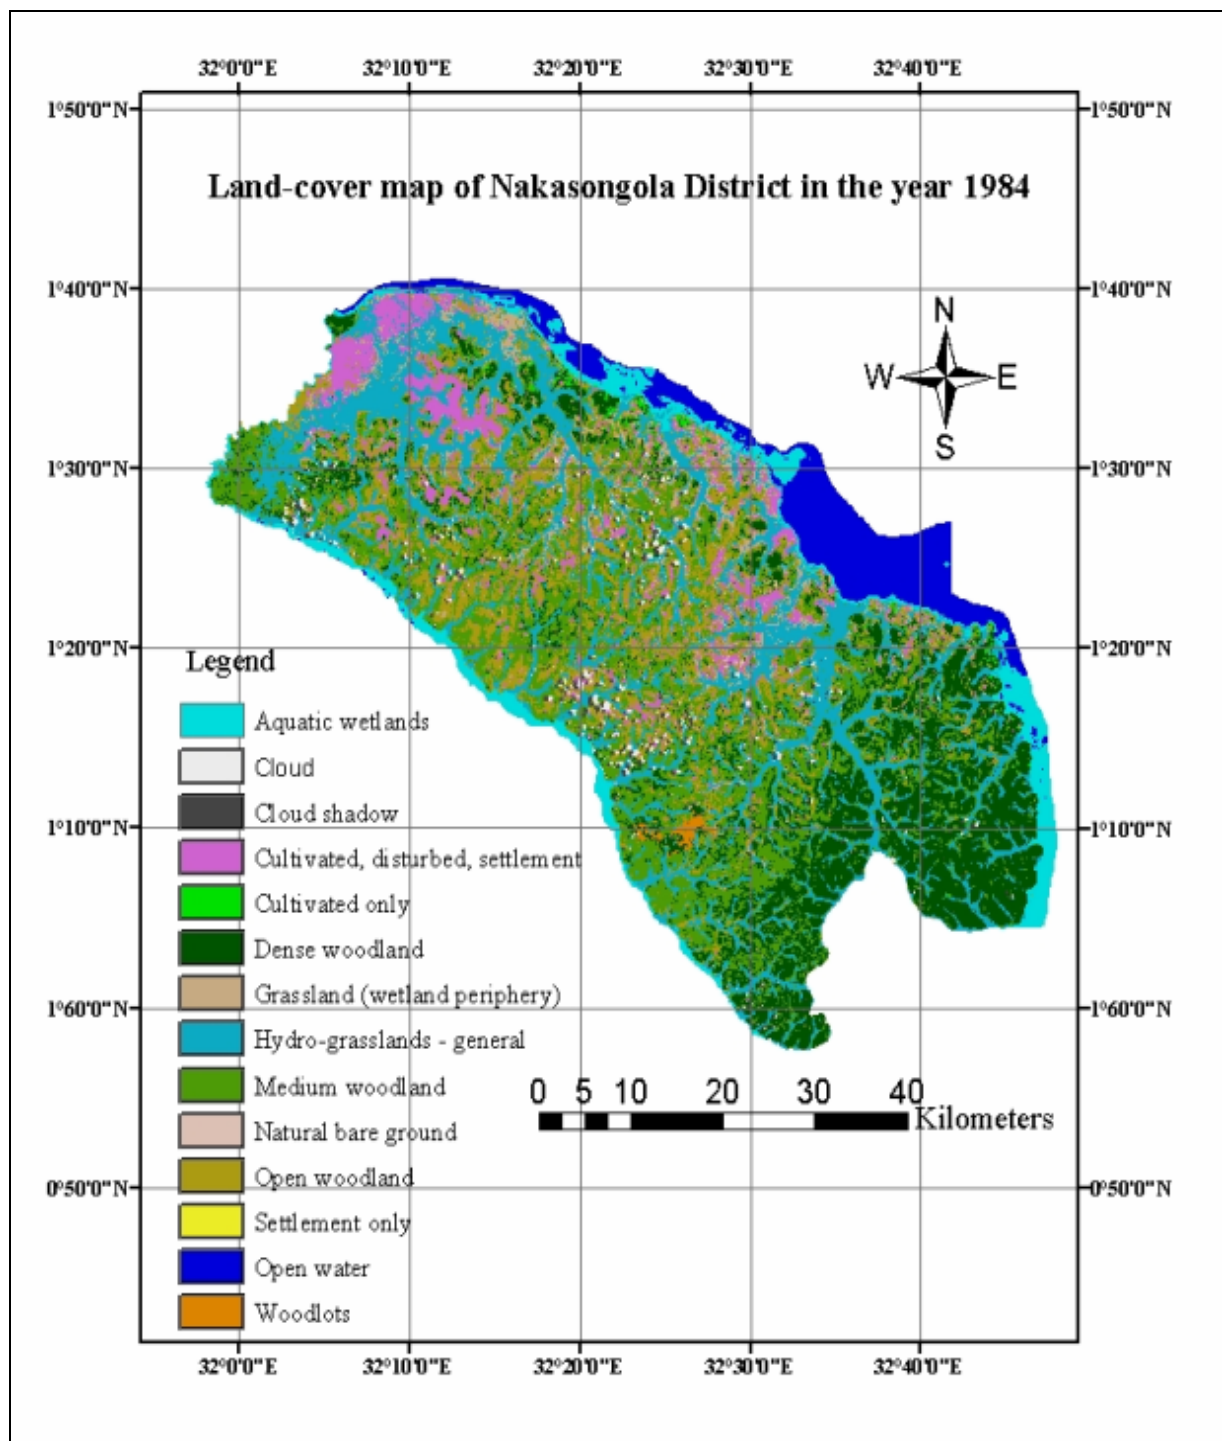 32°0'0"E 32°10'0"E 32°20'0"E 32°30'0"E 32°40'0"E
1°50'0"N 1°50'0"N
Land-cover map of Nakasongola District in the year 1984
1°40'0"N 1°40'0"N
N
W E
S
1°30'0"N 1°30'0"N
1°20'0"N 1°20'0"N
Legend
Aquatic wetlands
Cloud
Cloud shadow
1°10'0"N 1°10'0"N
Cultivated, disturbed, settlement
Cultivated only
Dense woodland
Grassland (wetland periphery)
1°60'0"N 1°60'0"N
Hydro-grasslands - general
Medium woodland
0 5 10 20 30 40
Kilometers
Natural bare ground
Open woodland
0°50'0"N 0°50'0"N
Settlement only
Open water
Woodlots
32°0'0"E 32°10'0"E 32°20'0"E 32°30'0"E 32°40'0"E